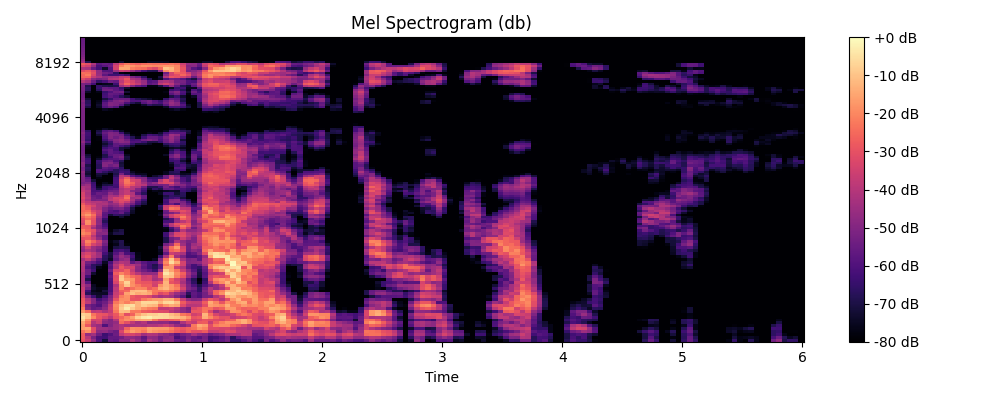 Mel Spectrogram (db)
8192
4096
2048
1024
512
0
Hz
0 1 2 3 4 5 6
Time
+0 dB
-10 dB
-20 dB
-30 dB
-40 dB
-50 dB
-60 dB
-70 dB
-80 dB